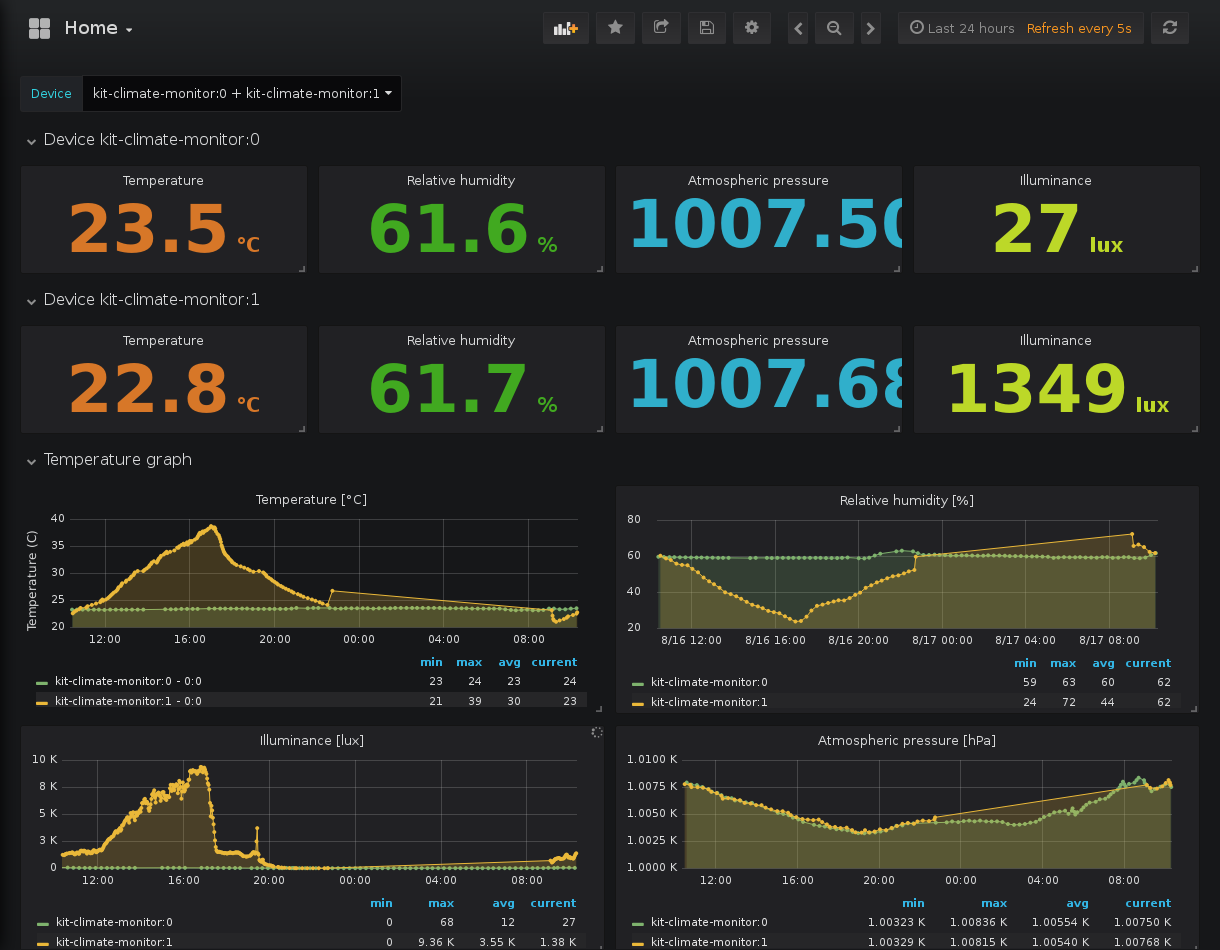 Home
Last 24 hours Refresh every 5s
Device kit-climate-monitor:0 + kit-climate-monitor:1
Device kit-climate-monitor:0
Temperature Relative humidity Atmospheric pressure Illuminance
23.5 °C 61.6 % 1007.50 27 lux
Device kit-climate-monitor:1
Temperature Relative humidity Atmospheric pressure Illuminance
22.8 °C 61.7 % 1007.68 1349 lux
Temperature graph
Temperature [°C]
Temperature (C)
40
35
30
25
20
12:00 16:00 20:00 00:00 04:00 08:00
min max avg current
kit-climate-monitor:0 - 0:0 23 24 23 24
kit-climate-monitor:1 - 0:0 21 39 30 23
Relative humidity [%]
80
60
40
20
8/16 12:00 8/16 16:00 8/16 20:00 8/17 00:00 8/17 04:00 8/17 08:00
min max avg current
kit-climate-monitor:0 59 63 60 62
kit-climate-monitor:1 24 72 44 62
Illuminance [lux]
10 K
8 K
5 K
3 K
0
12:00 16:00 20:00 00:00 04:00 08:00
min max avg current
kit-climate-monitor:0 0 68 12 27
kit-climate-monitor:1 0 9.36 K 3.55 K 1.38 K
Atmospheric pressure [hPa]
1.0100 K
1.0075 K
1.0050 K
1.0025 K
1.0000 K
12:00 16:00 20:00 00:00 04:00 08:00
min max avg current
kit-climate-monitor:0 1.00323 K 1.00836 K 1.00554 K 1.00750 K
kit-climate-monitor:1 1.00329 K 1.00815 K 1.00540 K 1.00768 K